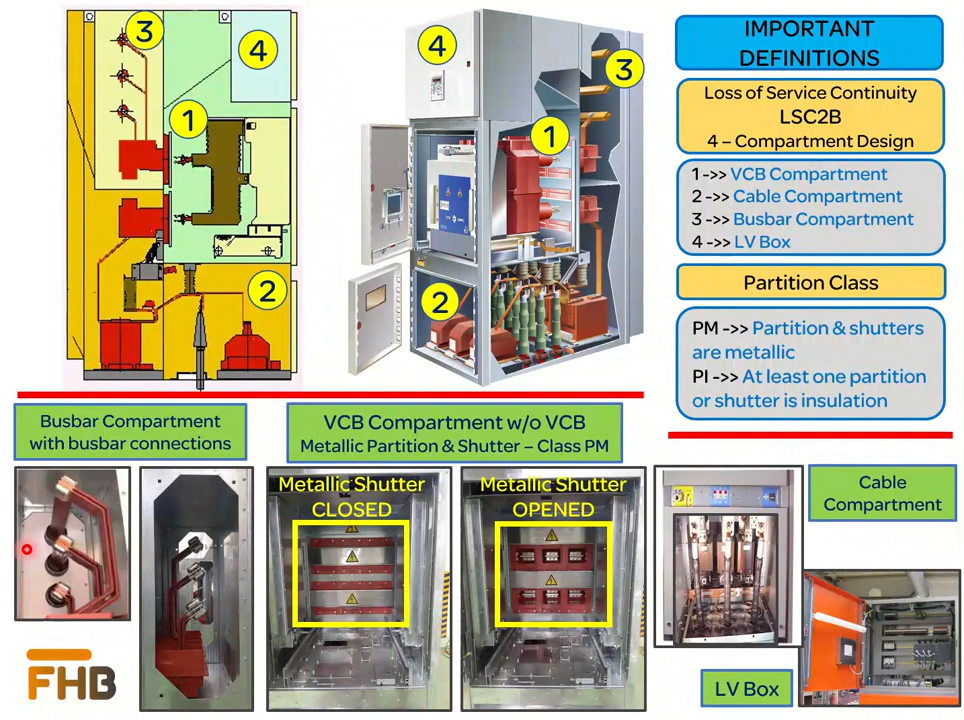 3
4
1
2
4
3
1
2
IMPORTANT
DEFINITIONS
Loss of Service Continuity
LSC2B
4 – Compartment Design
1 ->> VCB Compartment
2 ->> Cable Compartment
3 ->> Busbar Compartment
4 ->> LV Box
Partition Class
PM ->> Partition & shutters
are metallic
PI ->> At least one partition
or shutter is insulation
Busbar Compartment
with busbar connections
VCB Compartment w/o VCB
Metallic Partition & Shutter – Class PM
Metallic Shutter
CLOSED
Metallic Shutter
OPENED
Cable
Compartment
LV Box
FHB